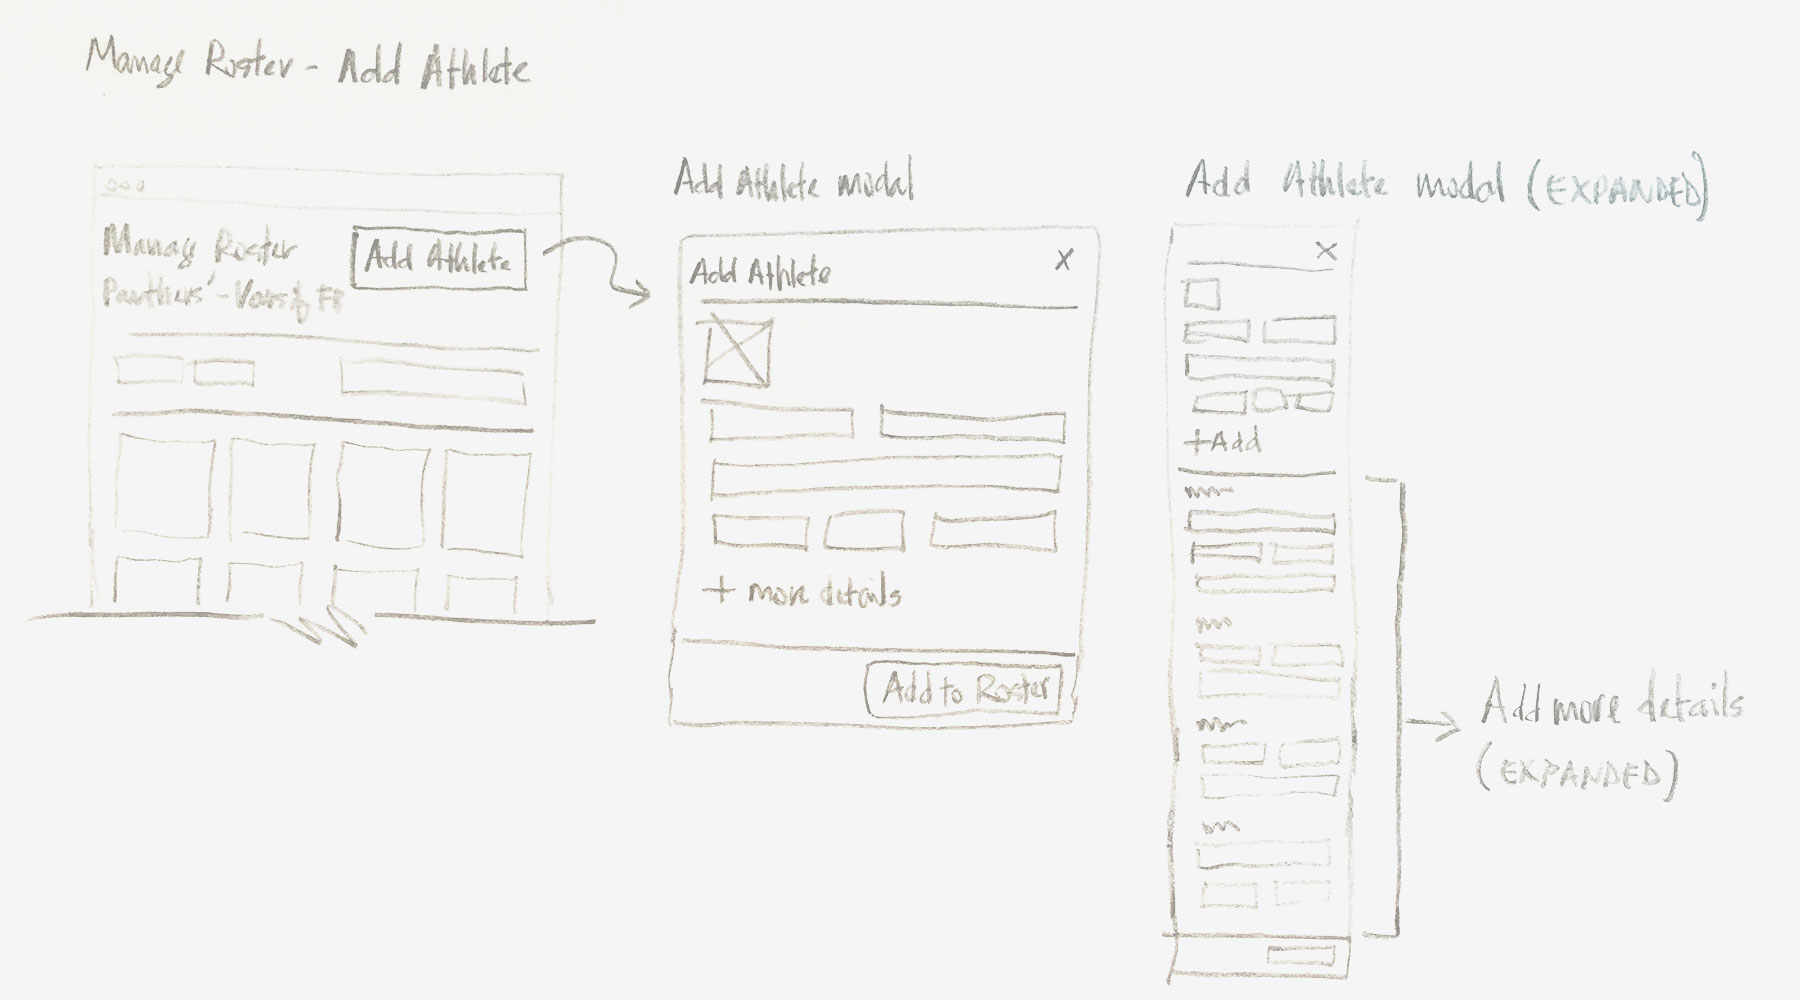 Manage Roster - Add Athlete
Manage Roster
Panthers' - Varsity FB
Add Athlete
Add Athlete modal
Add Athlete
X
+ more details
Add to Roster
Add Athlete modal (EXPANDED)
X
+Add
Add more details
(EXPANDED)